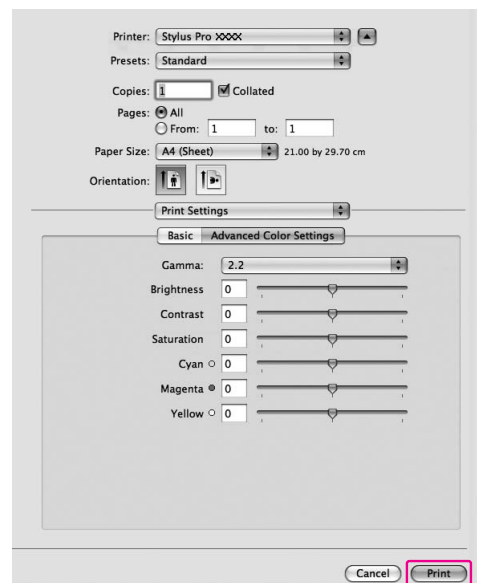 Printer: Stylus Pro XXXX
Presets: Standard
Copies: 1 Collated
Pages: All
From: 1 to: 1
Paper Size: A4 (Sheet) 21.00 by 29.70 cm
Orientation:
Print Settings
Basic Advanced Color Settings
Gamma: 2.2
Brightness 0
Contrast 0
Saturation 0
Cyan 0
Magenta 0
Yellow 0
Cancel Print